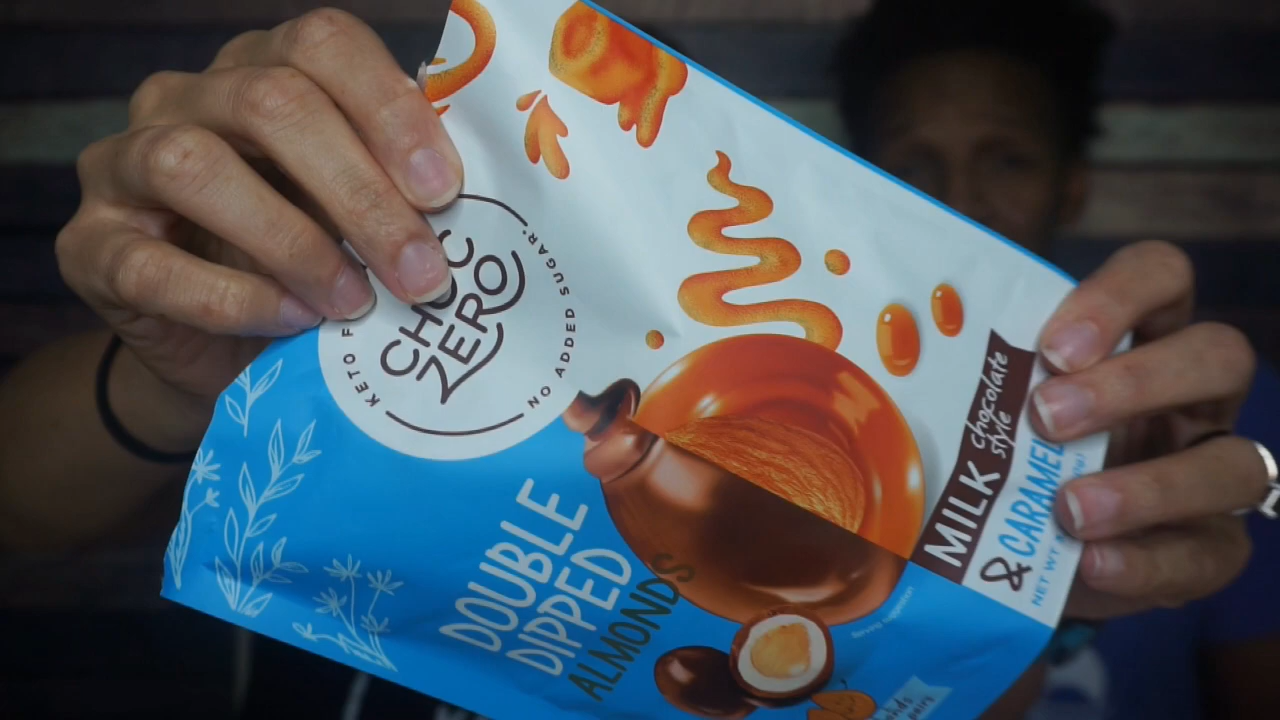 CHOC
ZERO
KETO
NO ADDED SUGAR*
DOUBLE
DIPPED
ALMONDS
MILK chocolate
style
& CARAMEL
NET WT